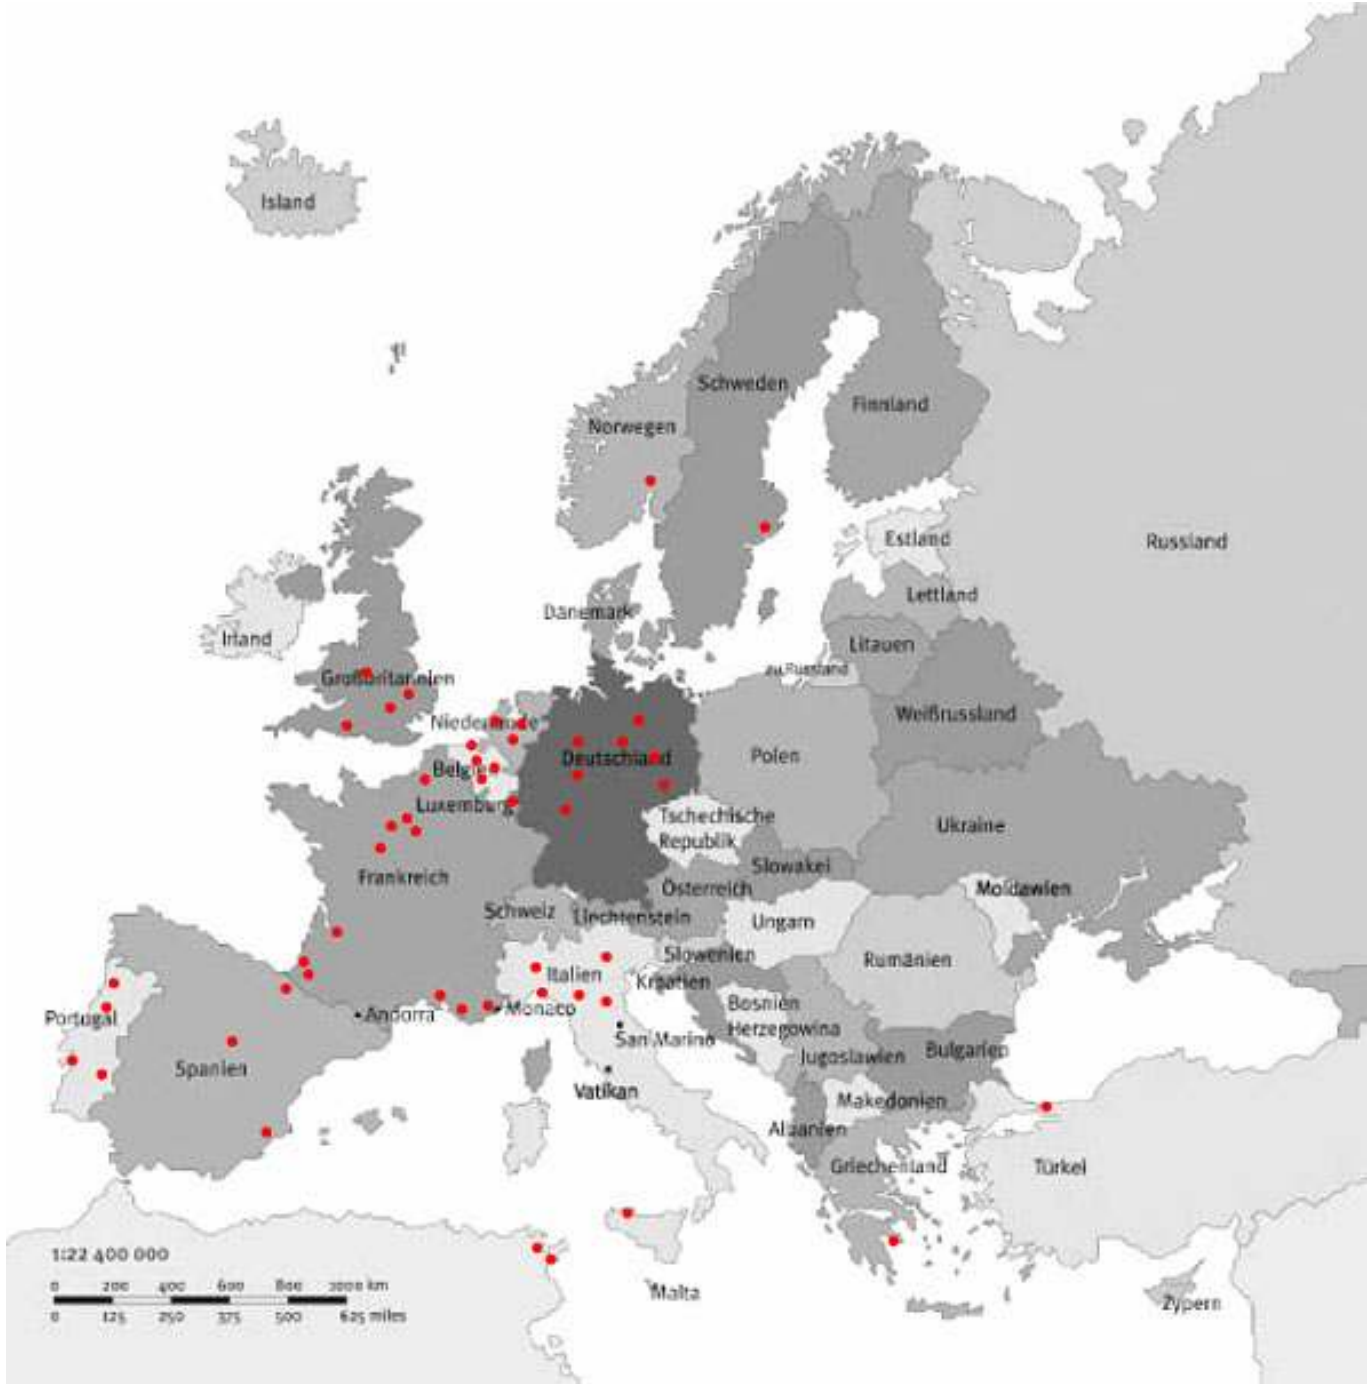 Island
Schweden
Finnland
Norwegen
Estland
Russland
Lettland
Dänemark
Irland
Litauen
zu Russland
Großbritannien
Weißrussland
Niederlande
Deutschland
Polen
Belgie
Luxemburg
Tschechische
Republik
Ukraine
Slowakei
Frankreich
Österreich
Moldawien
Schweiz
Liechtenstein
Ungarn
Slowenien
Rumänien
Italien
Kroatien
Bosnien
Herzegowina
Portugal
Andorra
Monaco
San Marino
Jugoslawien
Bulgarien
Spanien
Vatikan
Makedonien
Albanien
Griechenland
Türkei
1:22 400 000
0 200 400 600 800 1000 km
0 125 250 375 500 625 miles
Malta
Zypern